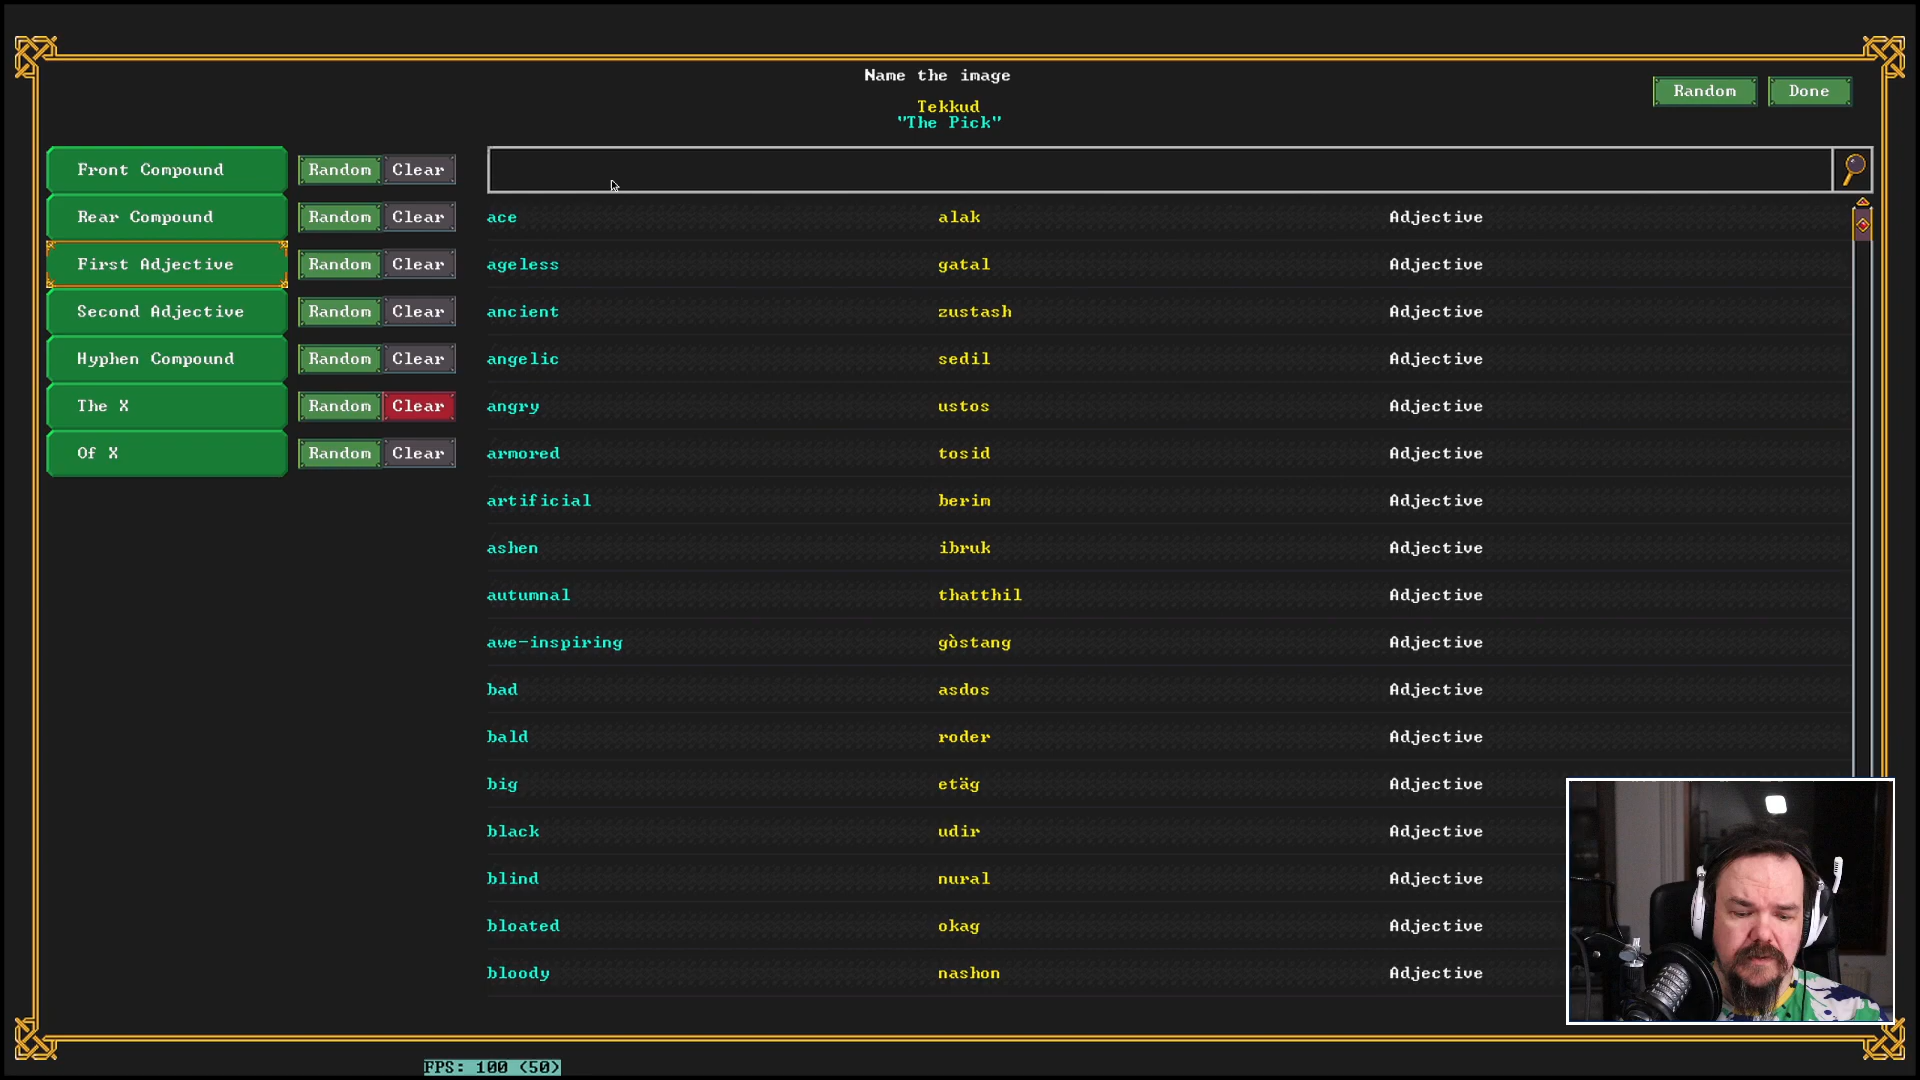 Name the image
Tekkud
"The Pick"
Random Done
Front Compound Random Clear
Rear Compound Random Clear
First Adjective Random Clear
Second Adjective Random Clear
Hyphen Compound Random Clear
The X Random Clear
Of X Random Clear
ace alak Adjective
ageless gatal Adjective
ancient zustash Adjective
angelic sedil Adjective
angry ustos Adjective
armored tosid Adjective
artificial berim Adjective
ashen ibruk Adjective
autumnal thatthil Adjective
awe-inspiring gòstang Adjective
bad asdos Adjective
bald roder Adjective
big etäg Adjective
black udir Adjective
blind nural Adjective
bloated okag Adjective
bloody nashon Adjective
FPS: 100 (50)